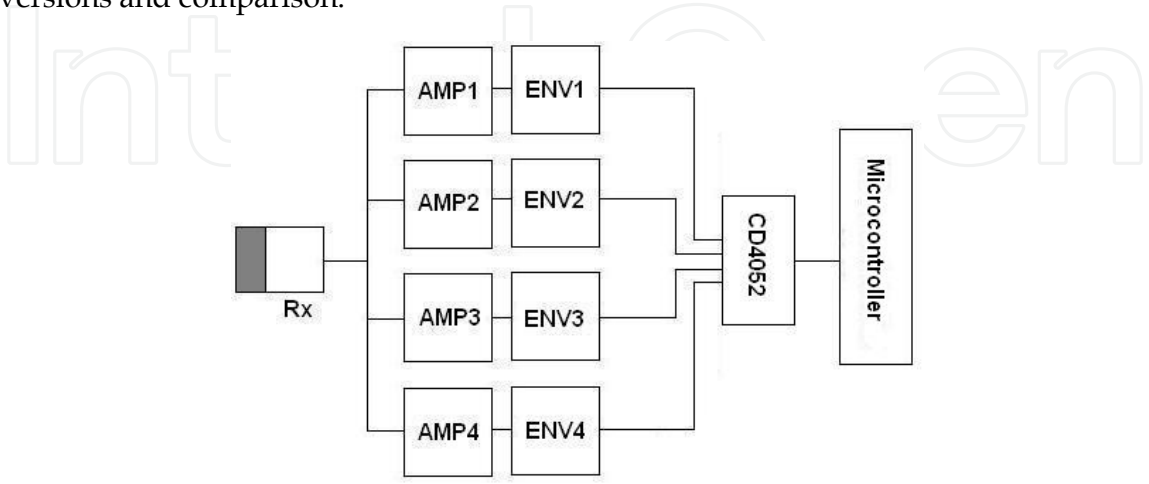 versions and comparison.
AMP1 ENV1
AMP2 ENV2
AMP3 ENV3
AMP4 ENV4
Rx
CD4052
Microcontroller